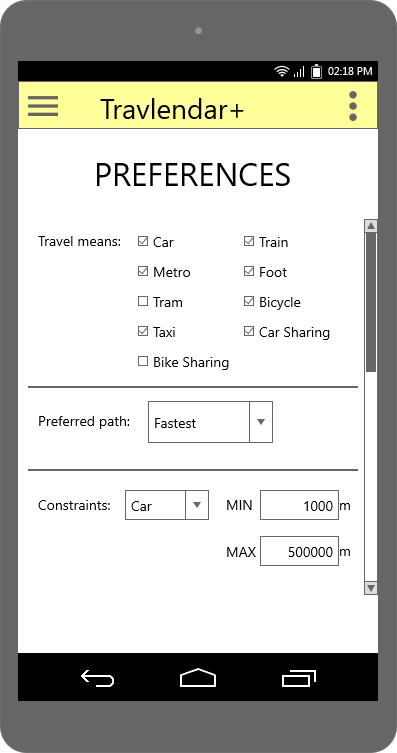 02:18 PM
Travlendar+
PREFERENCES
Travel means: Car Train
Metro Foot
Tram Bicycle
Taxi Car Sharing
Bike Sharing
Preferred path: Fastest
Constraints: Car MIN 1000 m
MAX 500000 m